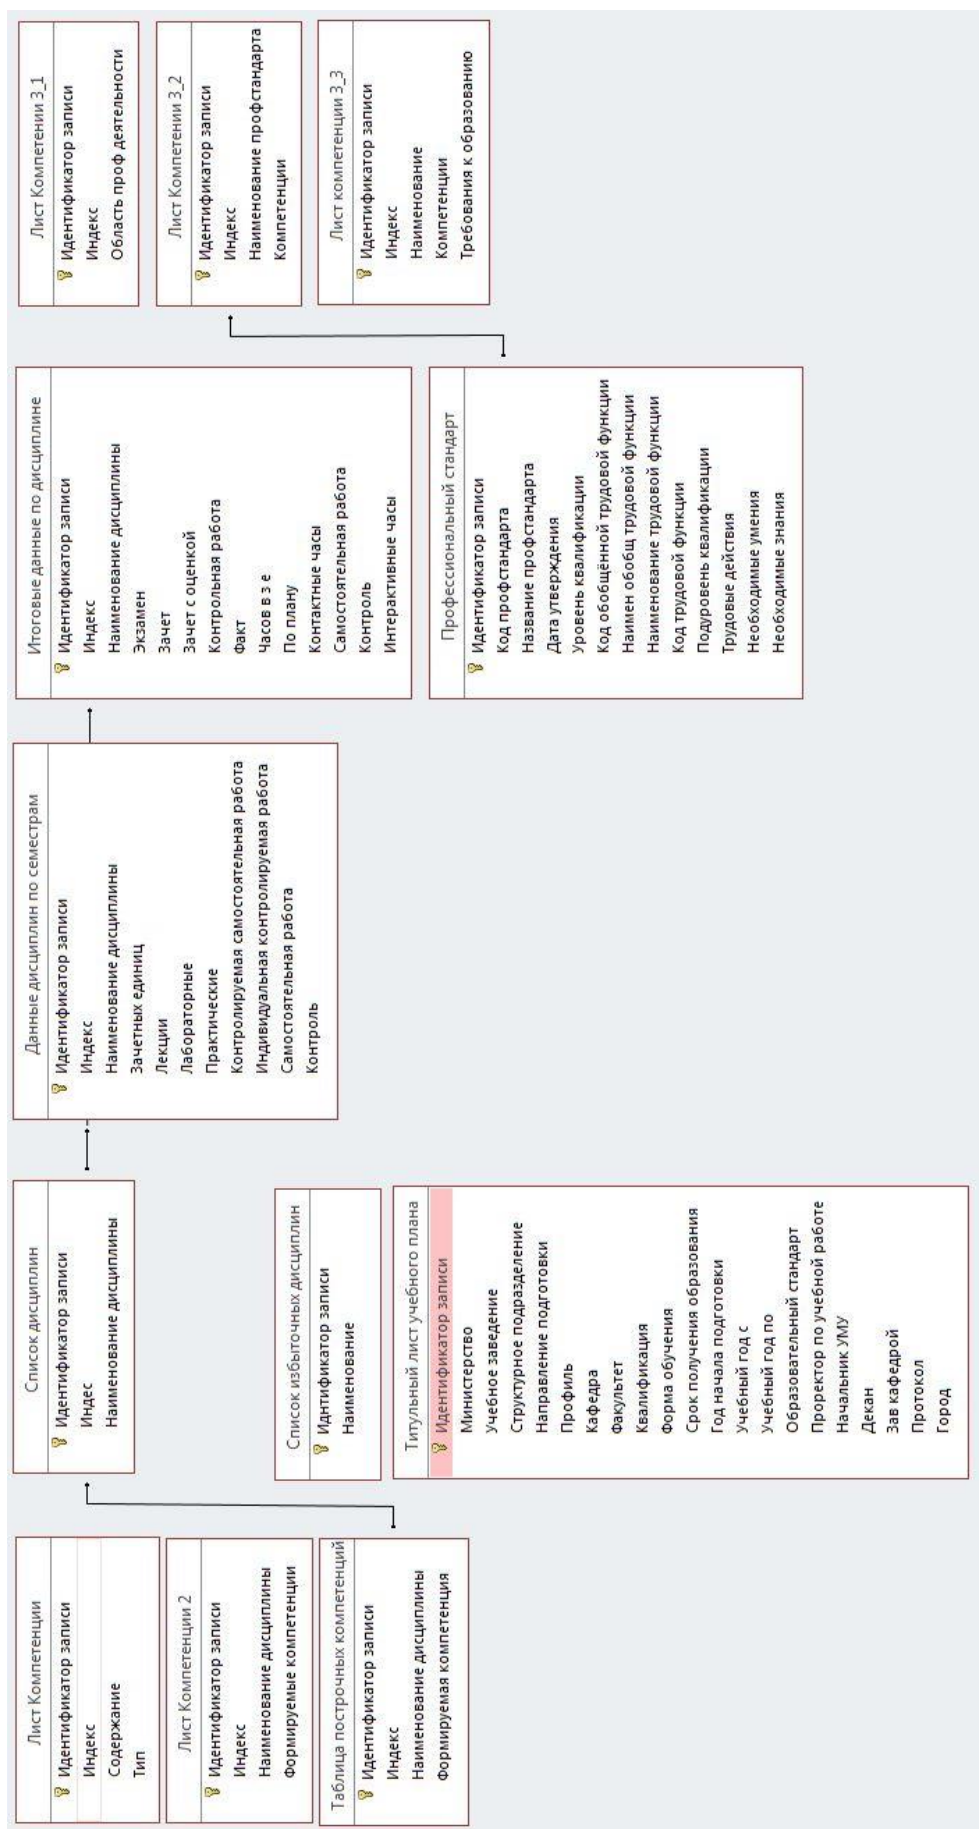 Лист Компетенции
Идентификатор записи
Индекс
Содержание
Тип
Лист Компетенции 2
Идентификатор записи
Индекс
Наименование дисциплины
Формируемые компетенции
Таблица построчных компетенций
Идентификатор записи
Индекс
Наименование дисциплины
Формируемая компетенция
Список дисциплин
Идентификатор записи
Индес
Наименование дисциплины
Список избыточных дисциплин
Иднтификатор записи
Наименование
Титульный лист учебного плана
Идентификатор записи
Министерство
Учебное заведение
Структурное подразделение
Направление подготовки
Профиль
Кафедра
Факультет
Квалификация
Форма обучения
Срок получения образования
Год начала подготовки
Учебный год с
Учебный год по
Образовательный стандарт
Проректор по учебной работе
Начальник УМУ
Декан
Зав кафедрой
Протокол
Город
Данные дисциплин по семестрам
Идентификатор записи
Индекс
Наименование дисциплины
Зачетных единиц
Лекции
Лабораторные
Практические
Контролируемая самостоятельная работа
Индивидуальная контролируемая работа
Самостоятельная работа
Контроль
Итоговые данные по дисциплине
Идентификатор записи
Индекс
Наименование дисциплины
Экзамен
Зачет
Зачет с оценкой
Контрольная работа
Факт
Часов в з е
По плану
Контактные часы
Самостоятельная работа
Контроль
Интерактивные часы
Профессиональный стандарт
Идентификатор записи
Код профстандарта
Название профстандарта
Дата утверждения
Уровень квалификации
Код обобщённой трудовой функции
Наимен обобщ трудовой функции
Наименование трудовой функции
Код трудовой функции
Подуровень квалификации
Трудовые действия
Необходимые умения
Необходимые знания
Лист Компетении 3_1
Идентификатор записи
Индекс
Область проф деятельности
Лист Компетении 3_2
Идентификатор записи
Индекс
Наименование профстандарта
Компетенции
Лист компетенции 3_3
Идентификатор записи
Индекс
Наименование
Компетенции
Требования к образованию